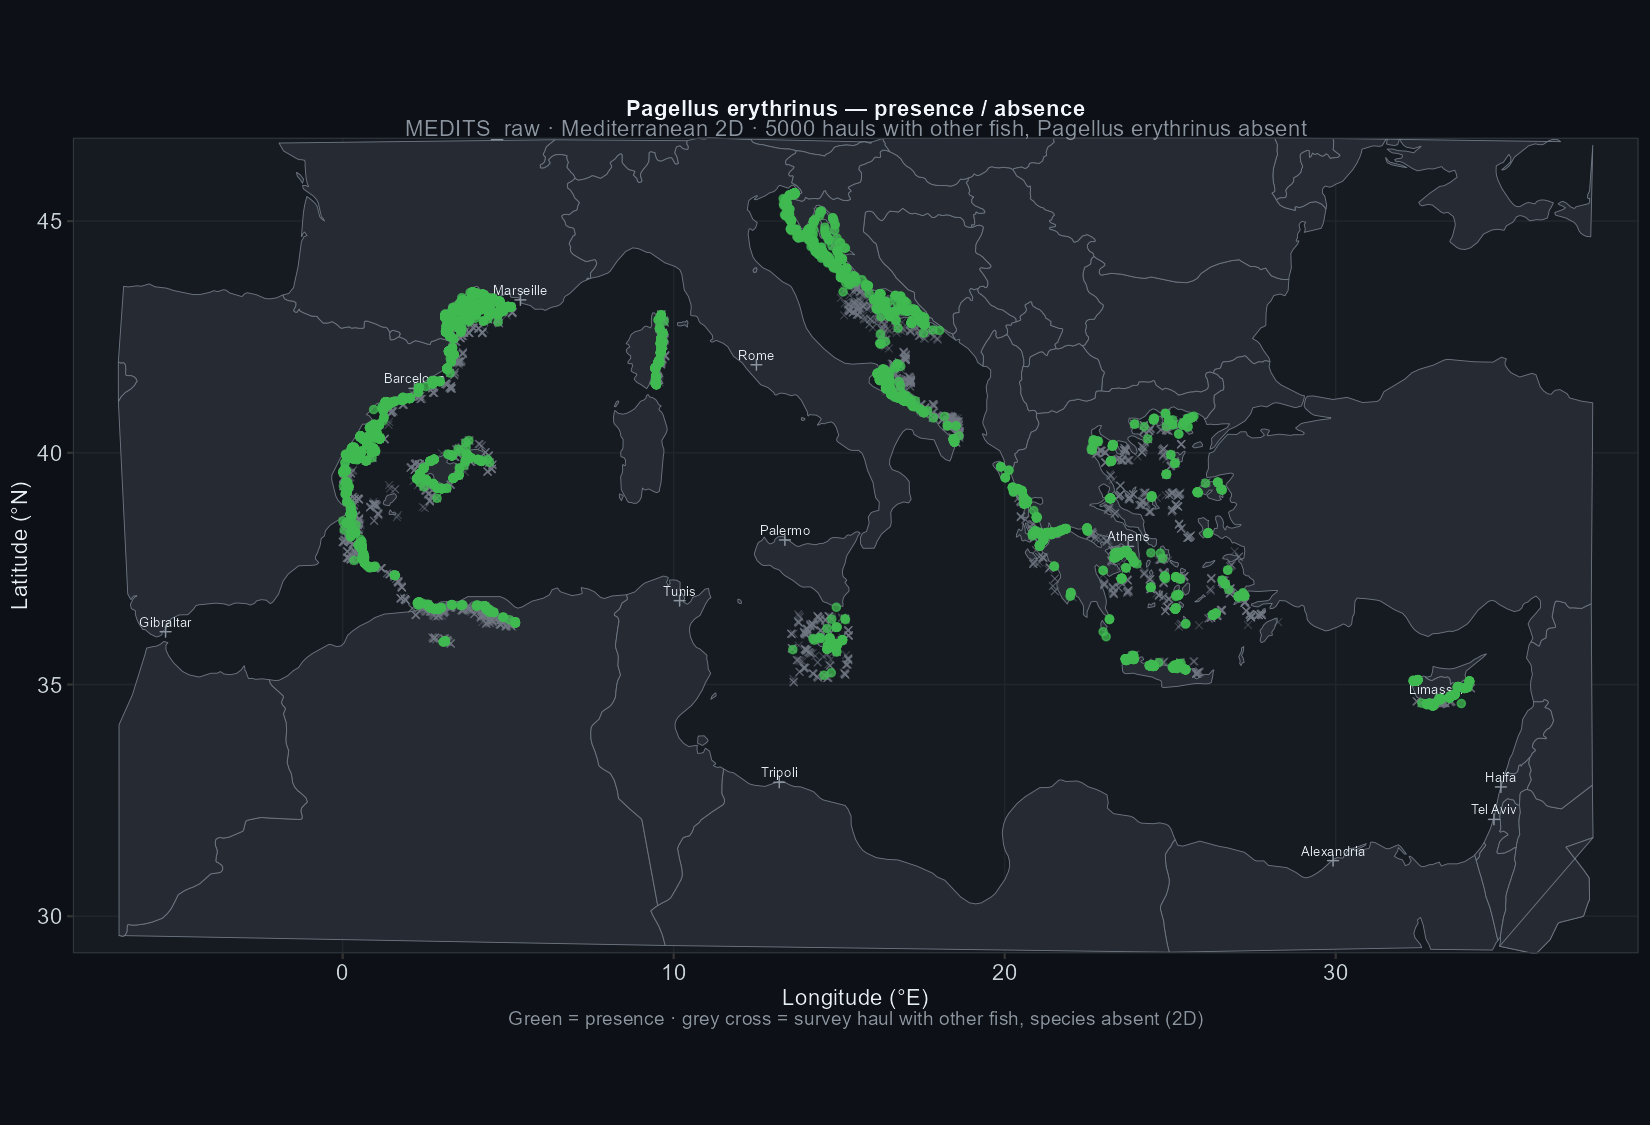 Pagellus erythrinus — presence / absence
MEDITS_raw · Mediterranean 2D · 5000 hauls with other fish, Pagellus erythrinus absent
45
Marseille
Rome
40
Palermo
Athens
Tunis
Gibraltar
35
Tripoli
Haifa
Tel Aviv
Alexandria
30
Latitude (°N)
0
10
20
30
Longitude (°E)
Green = presence · grey cross = survey haul with other fish, species absent (2D)